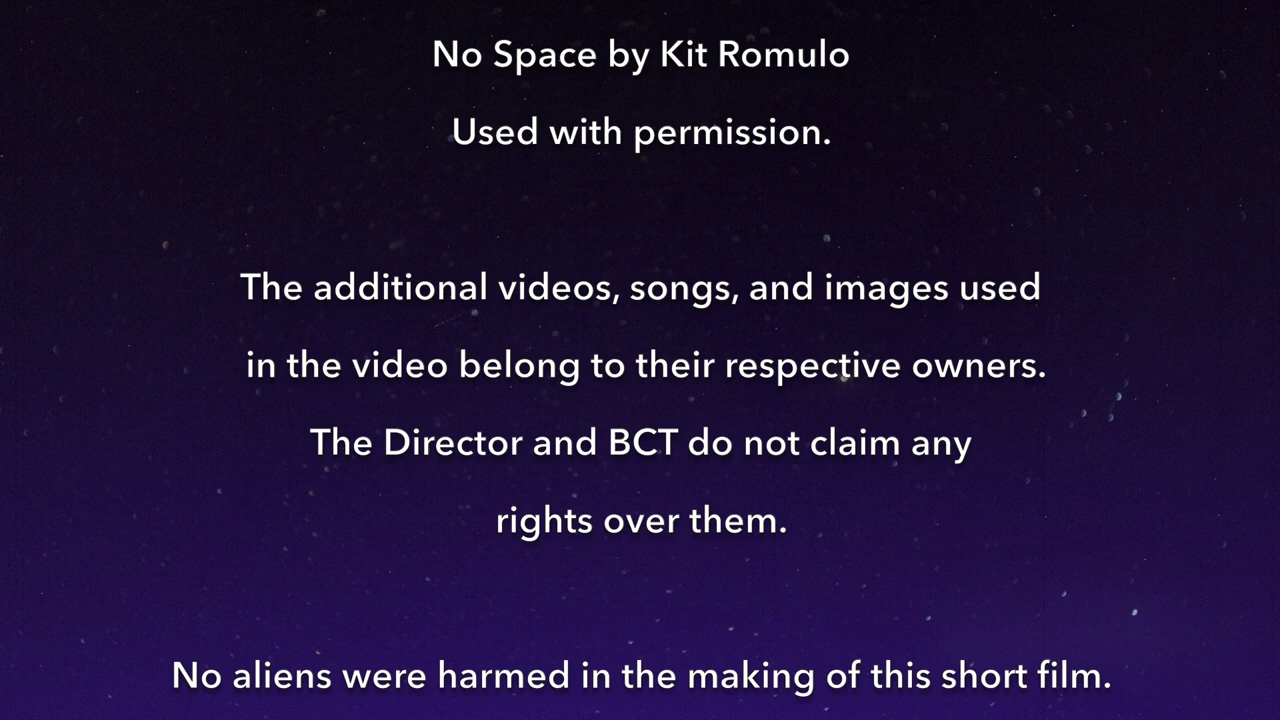 No Space by Kit Romulo
Used with permission.
The additional videos, songs, and images used
in the video belong to their respective owners.
The Director and BCT do not claim any
rights over them.
No aliens were harmed in the making of this short film.